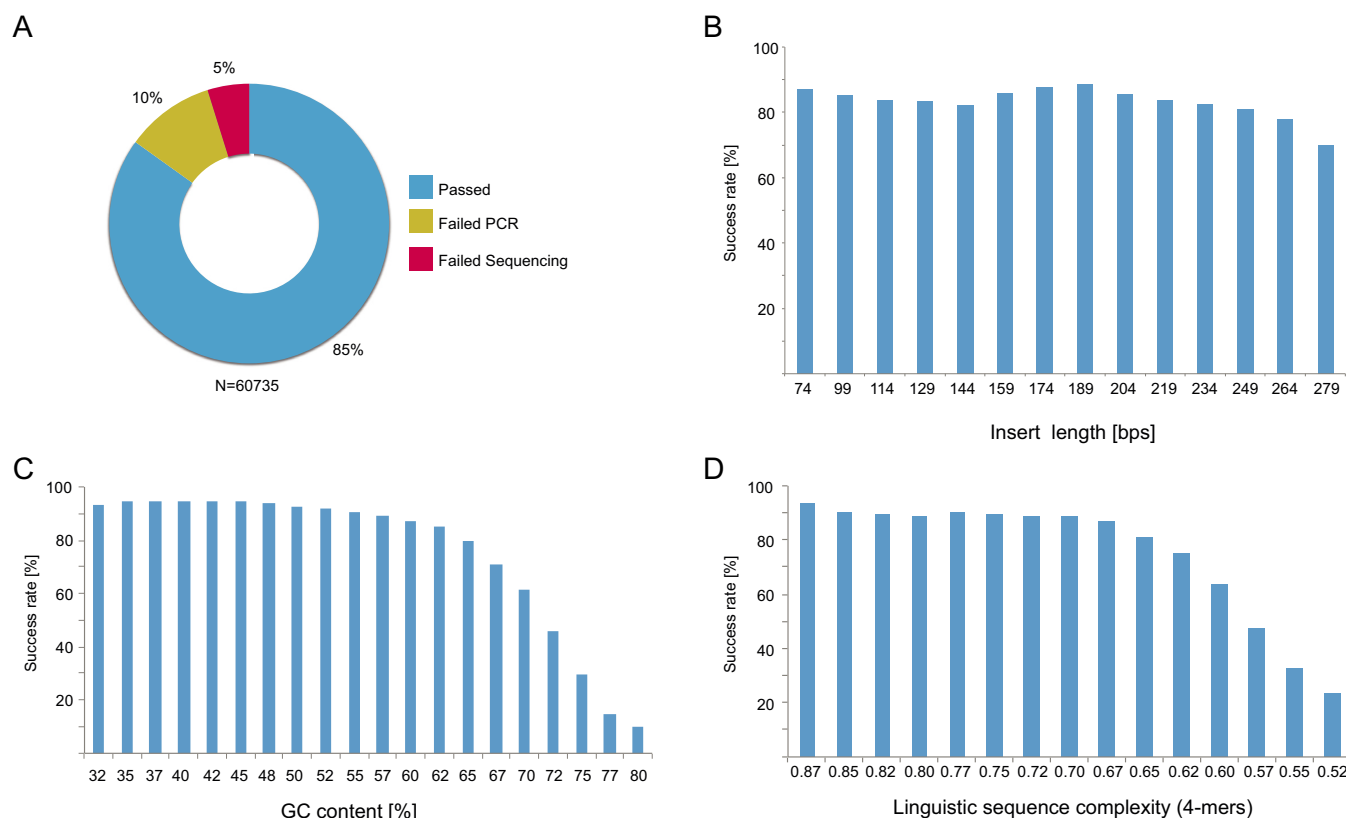 A
5%
10%
85%
N=60735
Passed
Failed PCR
Failed Sequencing
B
Success rate [%]
100
80
60
40
20
74 99 114 129 144 159 174 189 204 219 234 249 264 279
Insert length [bps]
C
Success rate [%]
100
80
60
40
20
32 35 37 40 42 45 48 50 52 55 57 60 62 65 67 70 72 75 77 80
GC content [%]
D
Success rate [%]
100
80
60
40
20
0.87 0.85 0.82 0.80 0.77 0.75 0.72 0.70 0.67 0.65 0.62 0.60 0.57 0.55 0.52
Linguistic sequence complexity (4-mers)